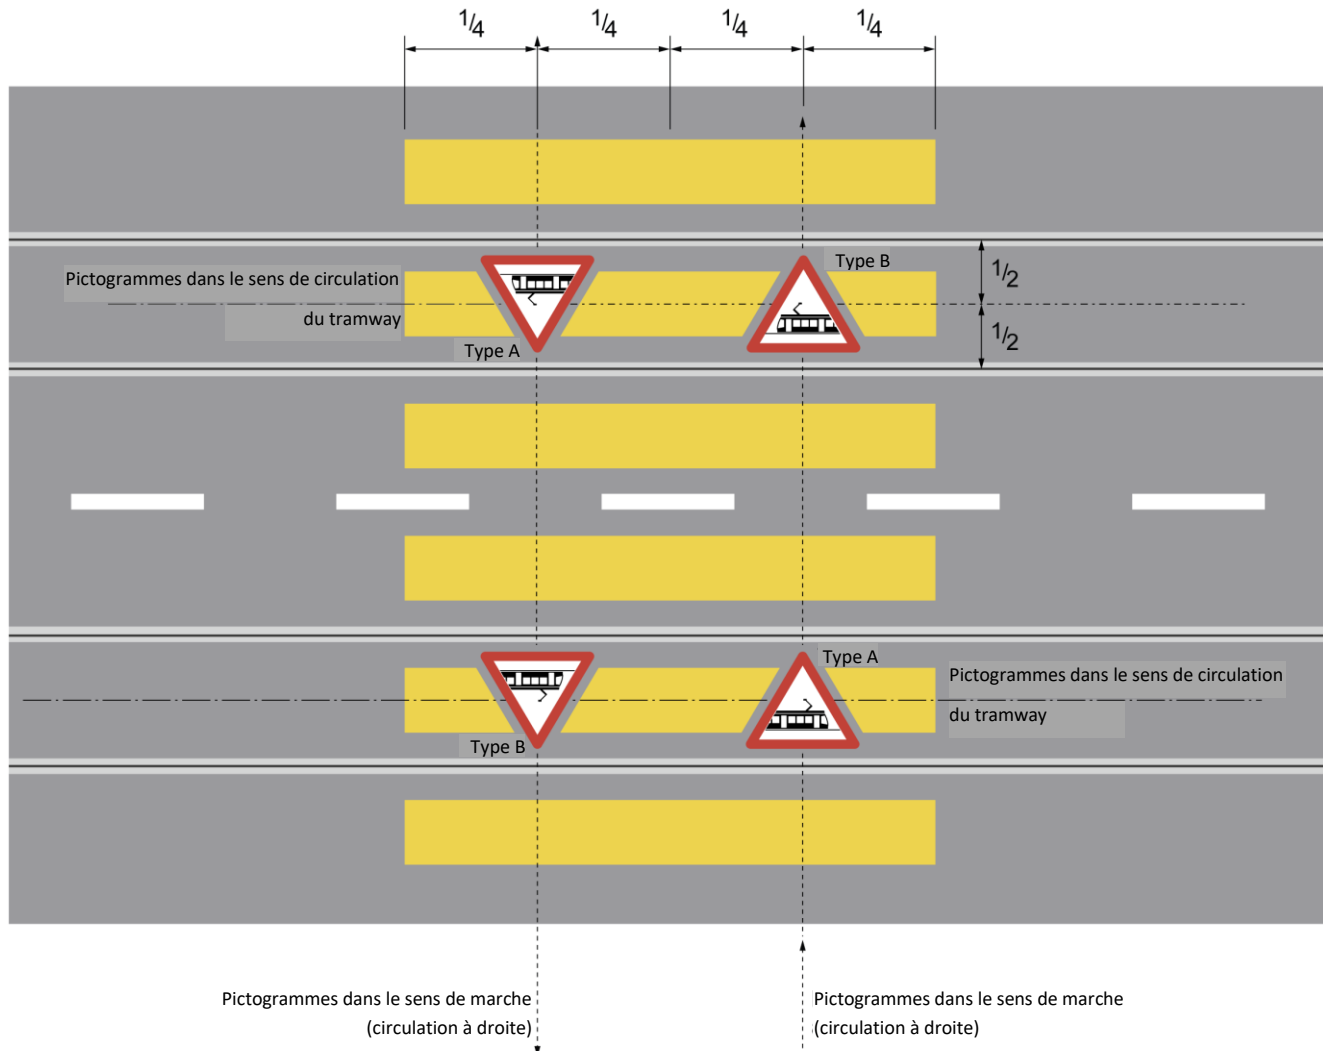 1/4 1/4 1/4 1/4
Type B
Pictogrammes dans le sens de circulation
du tramway
1/2
1/2
Type A
Type A
Pictogrammes dans le sens de circulation
du tramway
Type B
Pictogrammes dans le sens de marche
(circulation à droite)
Pictogrammes dans le sens de marche
(circulation à droite)